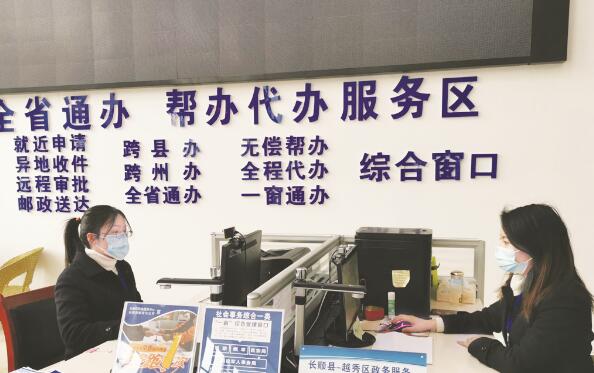 全省通办 帮办代办服务区
就近申请
异地收件
远程审批
邮政送达
跨县 办
跨州 办
全省通办
无偿帮办
全程代办
一窗通办
综合窗口
社会事务综合一类
长顺县-越秀区政务服务